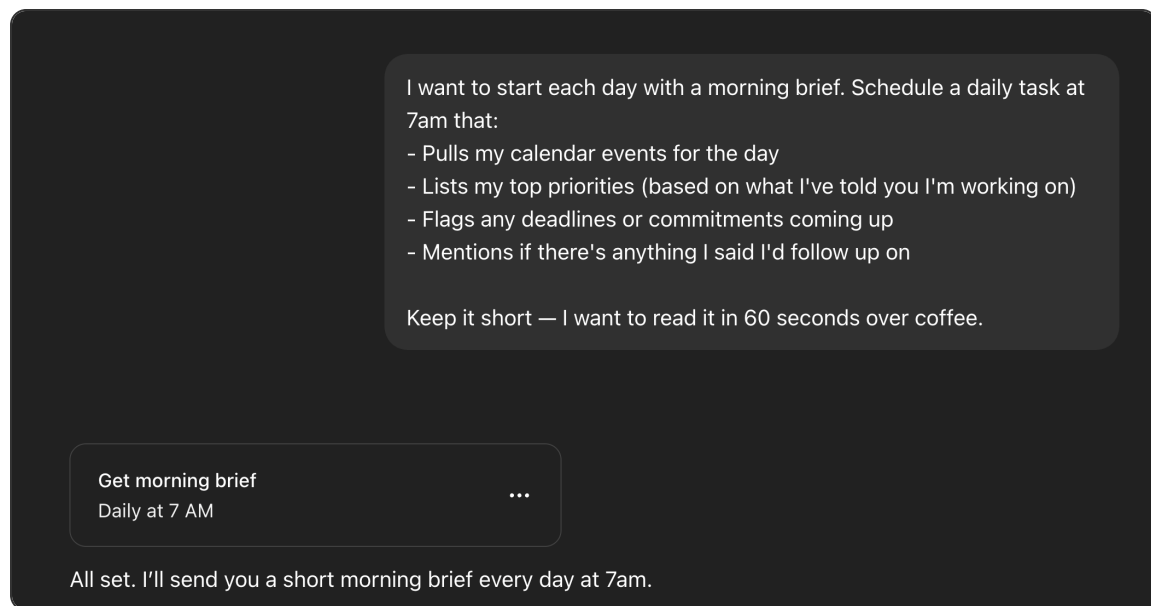 I want to start each day with a morning brief. Schedule a daily task at
7am that:
- Pulls my calendar events for the day
- Lists my top priorities (based on what I've told you I'm working on)
- Flags any deadlines or commitments coming up
- Mentions if there's anything I said I'd follow up on
Keep it short — I want to read it in 60 seconds over coffee.
Get morning brief
Daily at 7 AM
All set. I’ll send you a short morning brief every day at 7am.